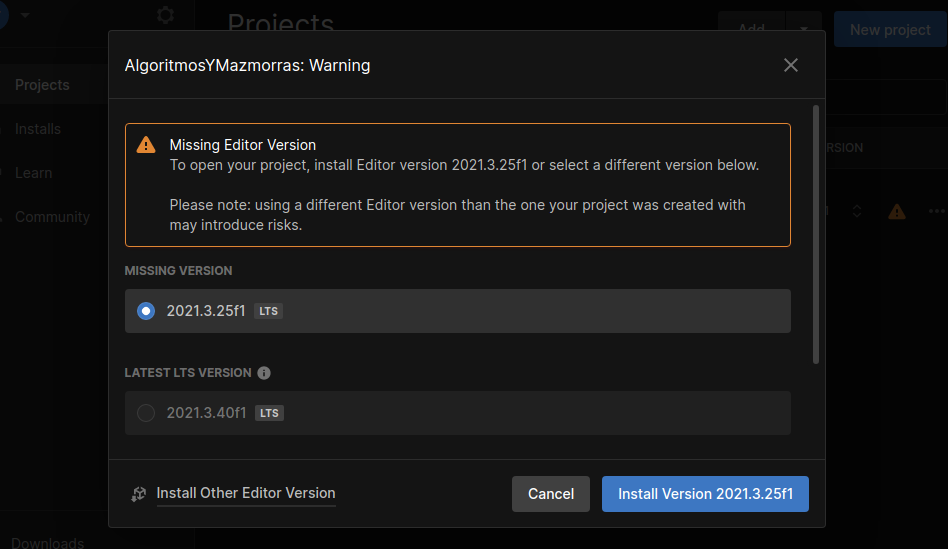 Projects
Add
New project
AlgoritmosYMazmorras: Warning
Projects
Missing Editor Version
To open your project, install Editor version 2021.3.25f1 or select a different version below.
Please note: using a different Editor version than the one your project was created with
may introduce risks.
Installs
Learn
Community
MISSING VERSION
2021.3.25f1 LTS
LATEST LTS VERSION
2021.3.40f1 LTS
Install Other Editor Version
Cancel
Install Version 2021.3.25f1
Downloads